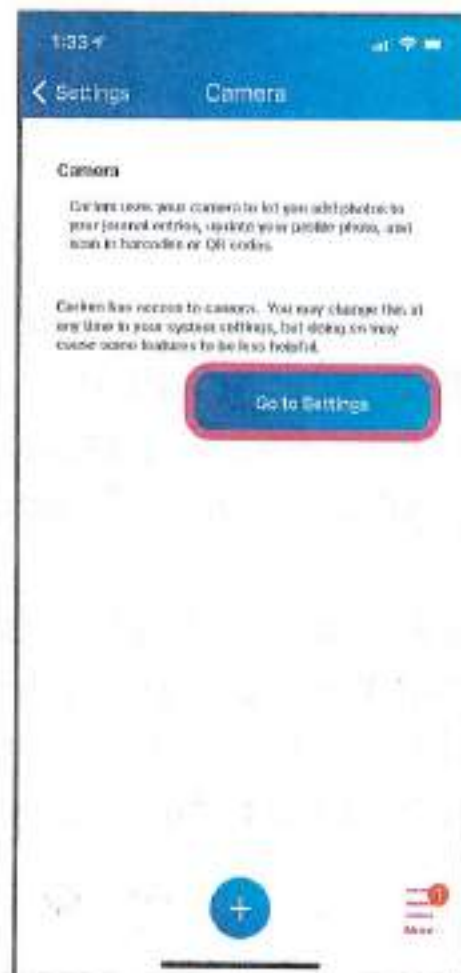 1:33
Settings
Camera
Camera
uses your camera to let you add photos to
your journal entries, update your profile photo, and
scan in barcodes or QR codes.
has access to camera. You may change this at
any time in your system settings, but doing so may
cause some features to be less helpful.
Go to Settings
+
1
More